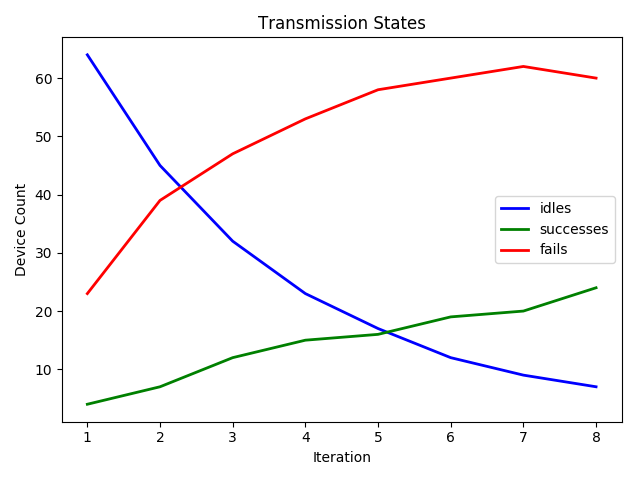 Transmission States
Device Count
60
50
40
30
20
10
idles
successes
fails
1 2 3 4 5 6 7 8
Iteration